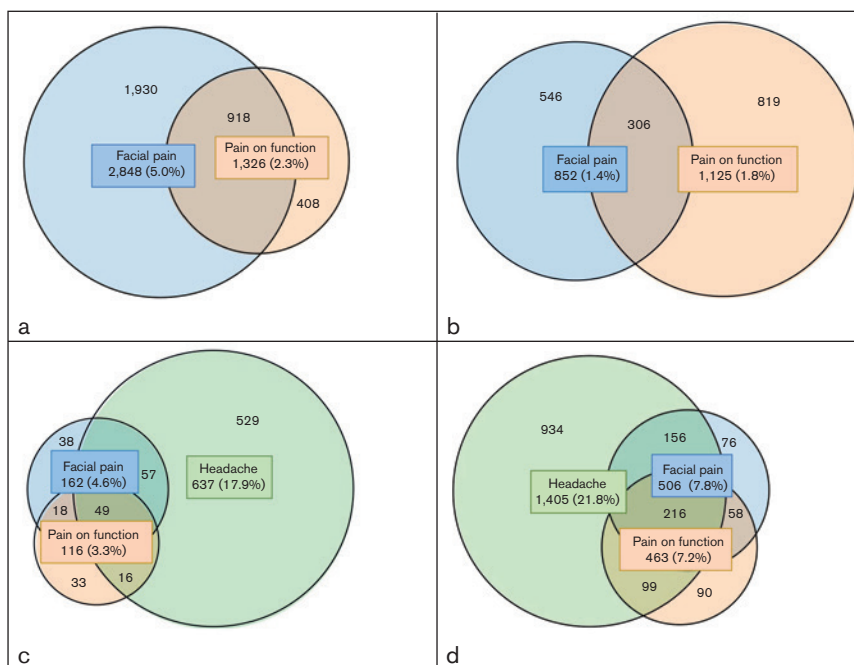 1,930
918
Facial pain
2,848 (5.0%)
Pain on function
1,326 (2.3%)
408
a
546
819
306
Facial pain
852 (1.4%)
Pain on function
1,125 (1.8%)
b
529
38
Facial pain
162 (4.6%)
57
Headache
637 (17.9%)
18
49
Pain on function
116 (3.3%)
33
16
c
934
156
76
Headache
1,405 (21.8%)
Facial pain
506 (7.8%)
216
58
Pain on function
463 (7.2%)
99
90
d